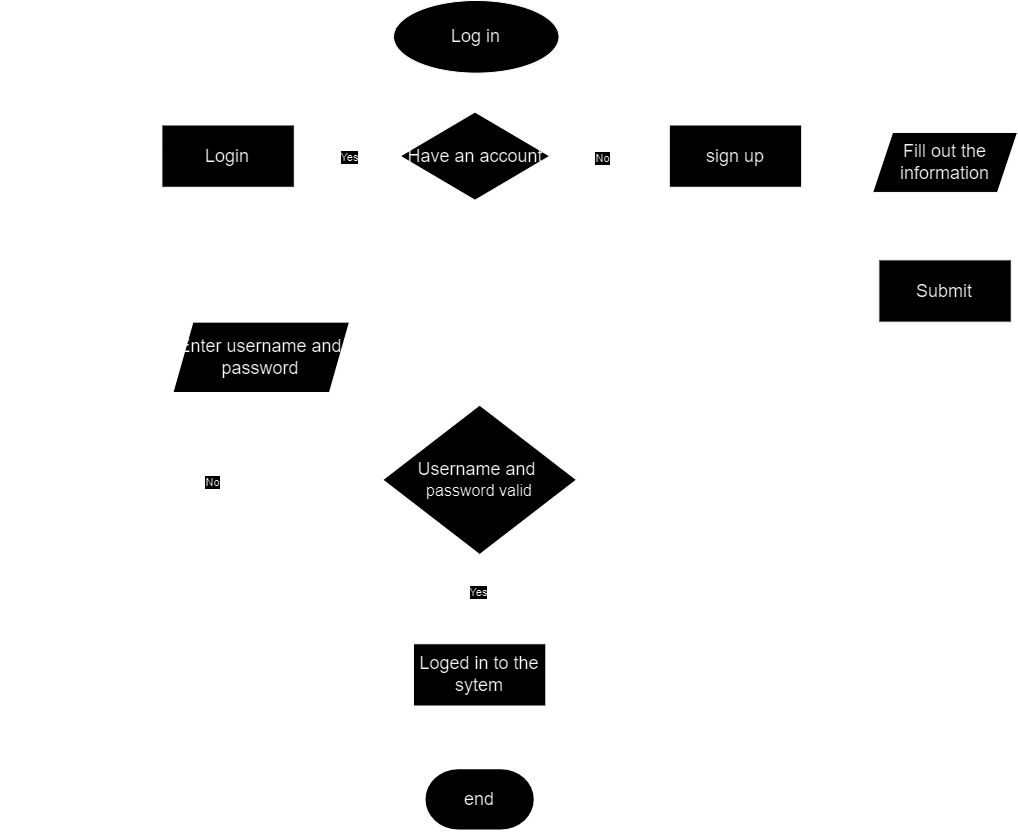 Log in
Login
Yes
Have an account
No
sign up
Fill out the
information
Submit
Enter username and
password
Username and
password valid
No
Yes
Loged in to the
sytem
end